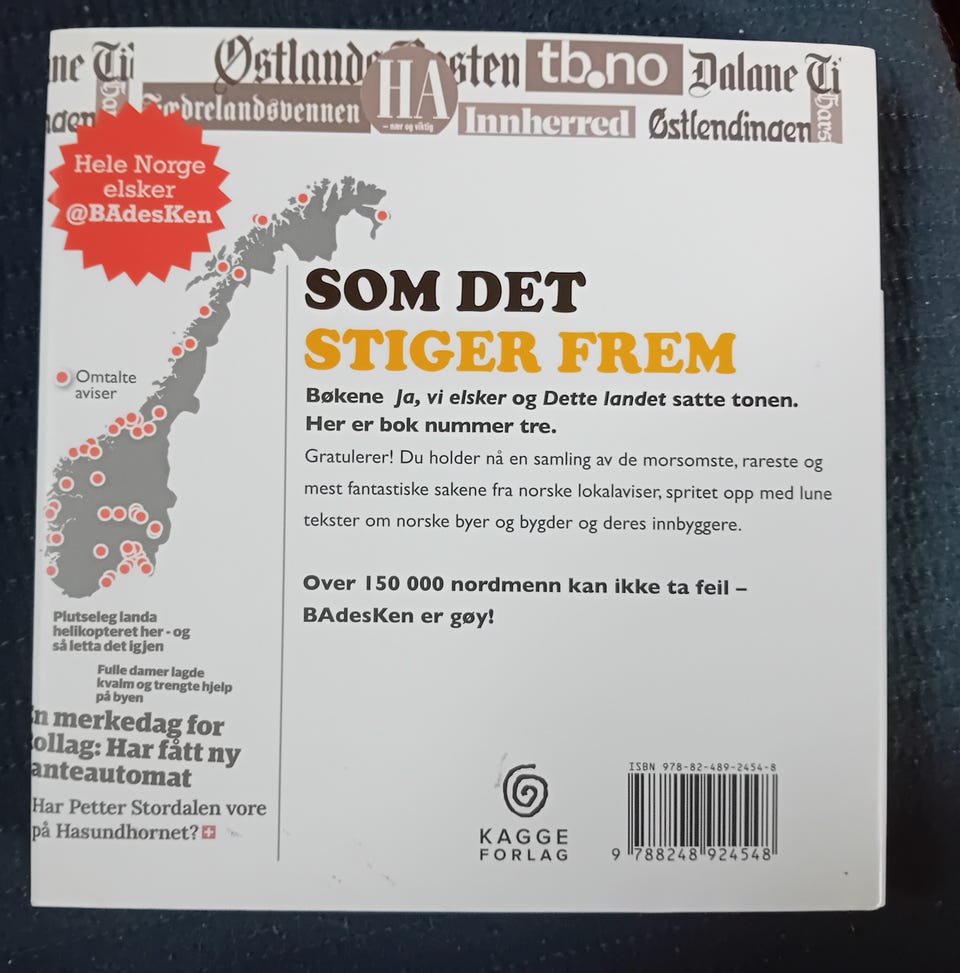 ne Ti
Østlands-Posten
tb.no
Dalane Ti
Fædrelandsvennen
HA
– nær og viktig
Innherred
Østlendingen
Hele Norge
elsker
@BAdesKen
SOM DET
STIGER FREM
Omtalte
aviser
Bøkene Ja, vi elsker og Dette landet satte tonen.
Her er bok nummer tre.
Gratulerer! Du holder nå en samling av de morsomste, rareste og
mest fantastiske sakene fra norske lokalaviser, spritet opp med lune
tekster om norske byer og bygder og deres innbyggere.
Over 150 000 nordmenn kan ikke ta feil –
BAdesKen er gøy!
Plutseleg landa
helikopteret her - og
så letta det igjen
Fulle damer lagde
kvalm og trengte hjelp
på byen
n merkedag for
ollag: Har fått ny
anteautomat
Har Petter Stordalen vore
på Hasundhornet?
KAGGE
FORLAG
ISBN 978-82-489-2454-8
9 788248 924548